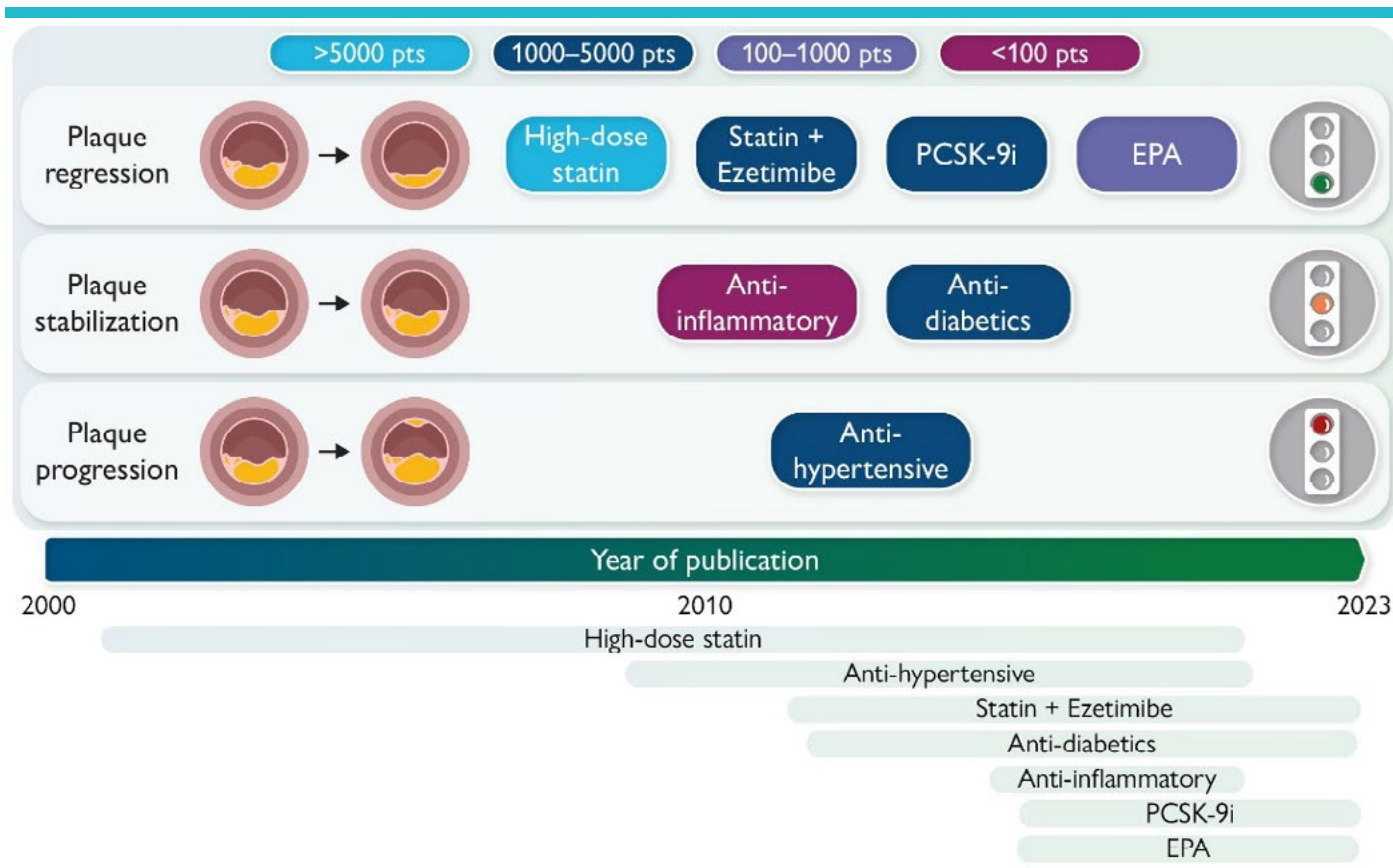 >5000 pts
1000–5000 pts
100–1000 pts
<100 pts
Plaque
regression
High-dose
statin
Statin +
Ezetimibe
PCSK-9i
EPA
Plaque
stabilization
Anti-
inflammatory
Anti-
diabetics
Plaque
progression
Anti-
hypertensive
Year of publication
2000
2010
2023
High-dose statin
Anti-hypertensive
Statin + Ezetimibe
Anti-diabetics
Anti-inflammatory
PCSK-9i
EPA